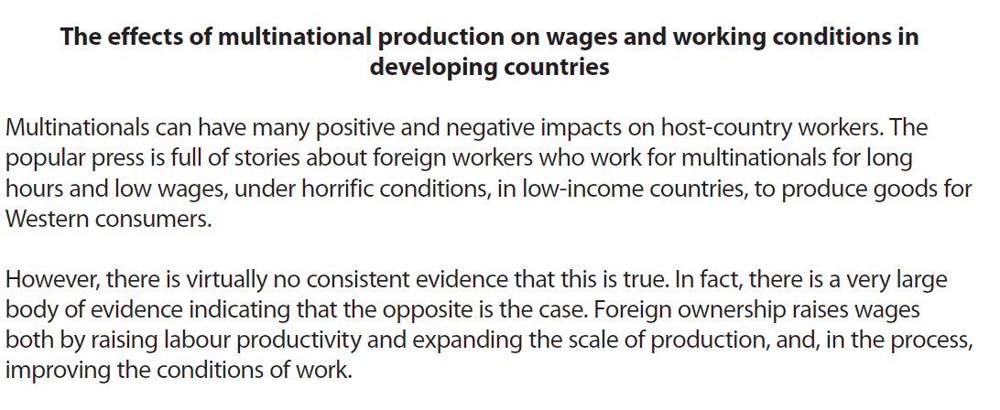 The effects of multinational production on wages and working conditions in
developing countries
Multinationals can have many positive and negative impacts on host-country workers. The
popular press is full of stories about foreign workers who work for multinationals for long
hours and low wages, under horrific conditions, in low-income countries, to produce goods for
Western consumers.
However, there is virtually no consistent evidence that this is true. In fact, there is a very large
body of evidence indicating that the opposite is the case. Foreign ownership raises wages
both by raising labour productivity and expanding the scale of production, and, in the process,
improving the conditions of work.